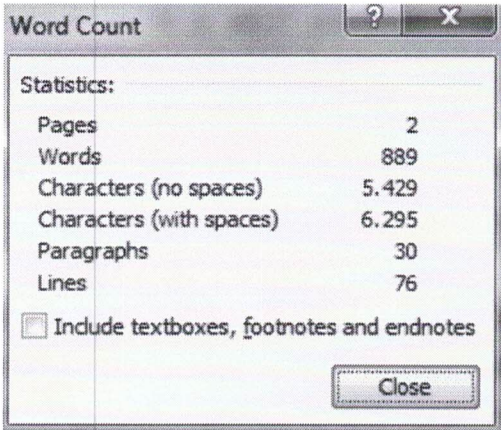 Word Count
?
X
Statistics:
Pages 2
Words 889
Characters (no spaces) 5.429
Characters (with spaces) 6.295
Paragraphs 30
Lines 76
Include textboxes, footnotes and endnotes
Close